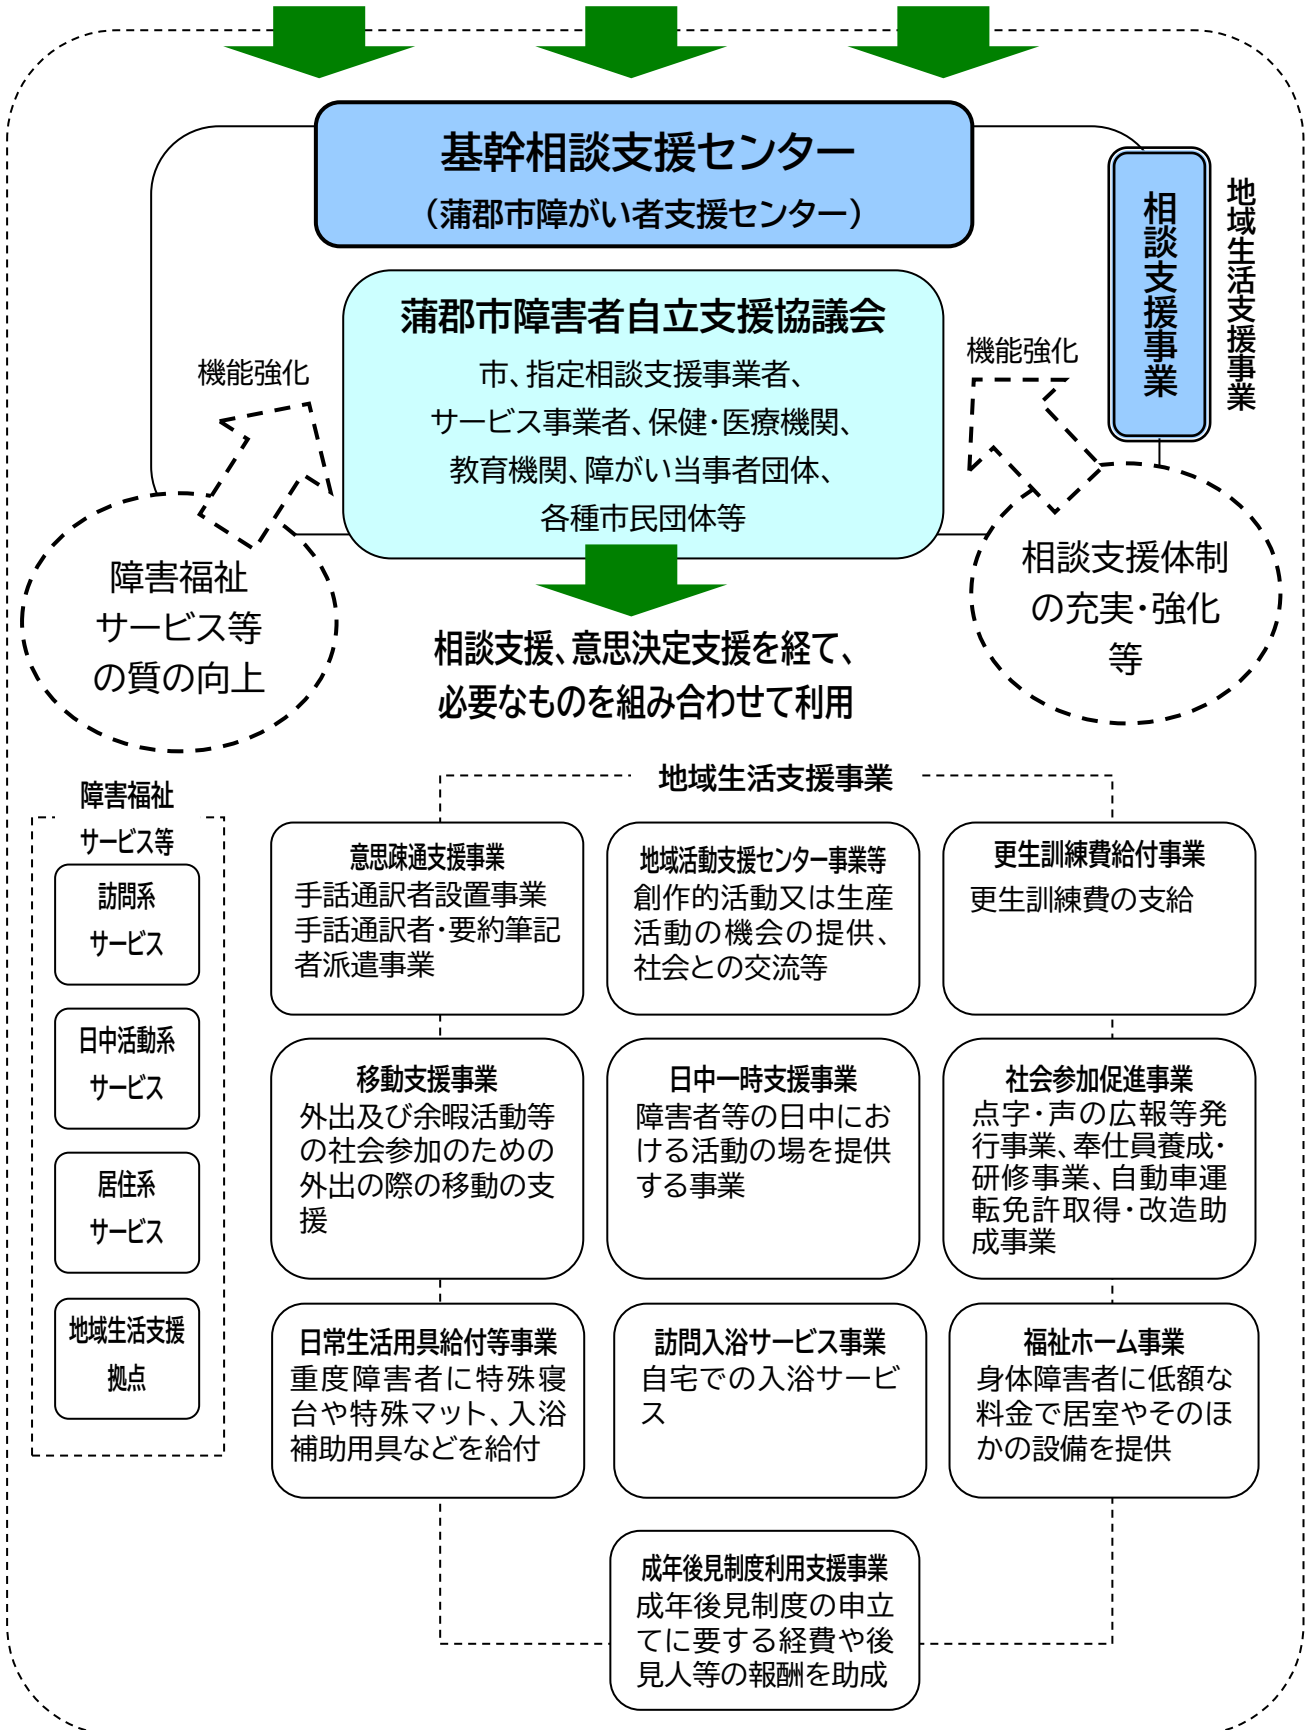 基幹相談支援センター
（蒲郡市障がい者支援センター）
相談支援事業
地域生活支援事業
蒲郡市障害者自立支援協議会
市、指定相談支援事業者、
サービス事業者、保健・医療機関、
教育機関、障がい当事者団体、
各種市民団体等
機能強化
機能強化
障害福祉
サービス等
の質の向上
相談支援体制
の充実・強化
等
相談支援、意思決定支援を経て、
必要なものを組み合わせて利用
障害福祉
サービス等
訪問系
サービス
日中活動系
サービス
居住系
サービス
地域生活支援
拠点
地域生活支援事業
意思疎通支援事業
手話通訳者設置事業
手話通訳者・要約筆記
者派遣事業
地域活動支援センター事業等
創作的活動又は生産
活動の機会の提供、
社会との交流等
更生訓練費給付事業
更生訓練費の支給
移動支援事業
外出及び余暇活動等
の社会参加のための
外出の際の移動の支
援
日中一時支援事業
障害者等の日中にお
ける活動の場を提供
する事業
社会参加促進事業
点字・声の広報等発
行事業、奉仕員養成・
研修事業、自動車運
転免許取得・改造助
成事業
日常生活用具給付等事業
重度障害者に特殊寝
台や特殊マット、入浴
補助用具などを給付
訪問入浴サービス事業
自宅での入浴サービ
ス
福祉ホーム事業
身体障害者に低額な
料金で居室やそのほ
かの設備を提供
成年後見制度利用支援事業
成年後見制度の申立
てに要する経費や後
見人等の報酬を助成